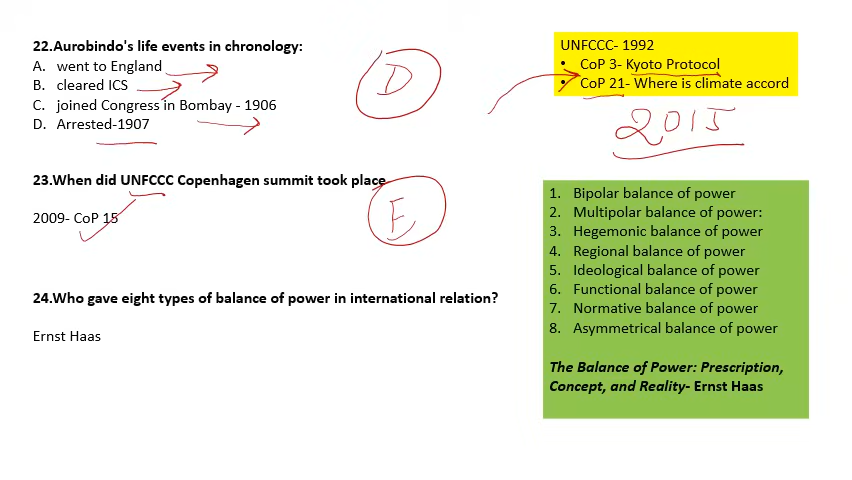 22.Aurobindo's life events in chronology:
A. went to England
B. cleared ICS
C. joined Congress in Bombay - 1906
D. Arrested-1907
D
23.When did UNFCCC Copenhagen summit took place
2009- CoP 15
E
24.Who gave eight types of balance of power in international relation?
Ernst Haas
UNFCCC- 1992
• CoP 3- Kyoto Protocol
• CoP 21- Where is climate accord
2015
1. Bipolar balance of power
2. Multipolar balance of power:
3. Hegemonic balance of power
4. Regional balance of power
5. Ideological balance of power
6. Functional balance of power
7. Normative balance of power
8. Asymmetrical balance of power
The Balance of Power: Prescription,
Concept, and Reality- Ernst Haas